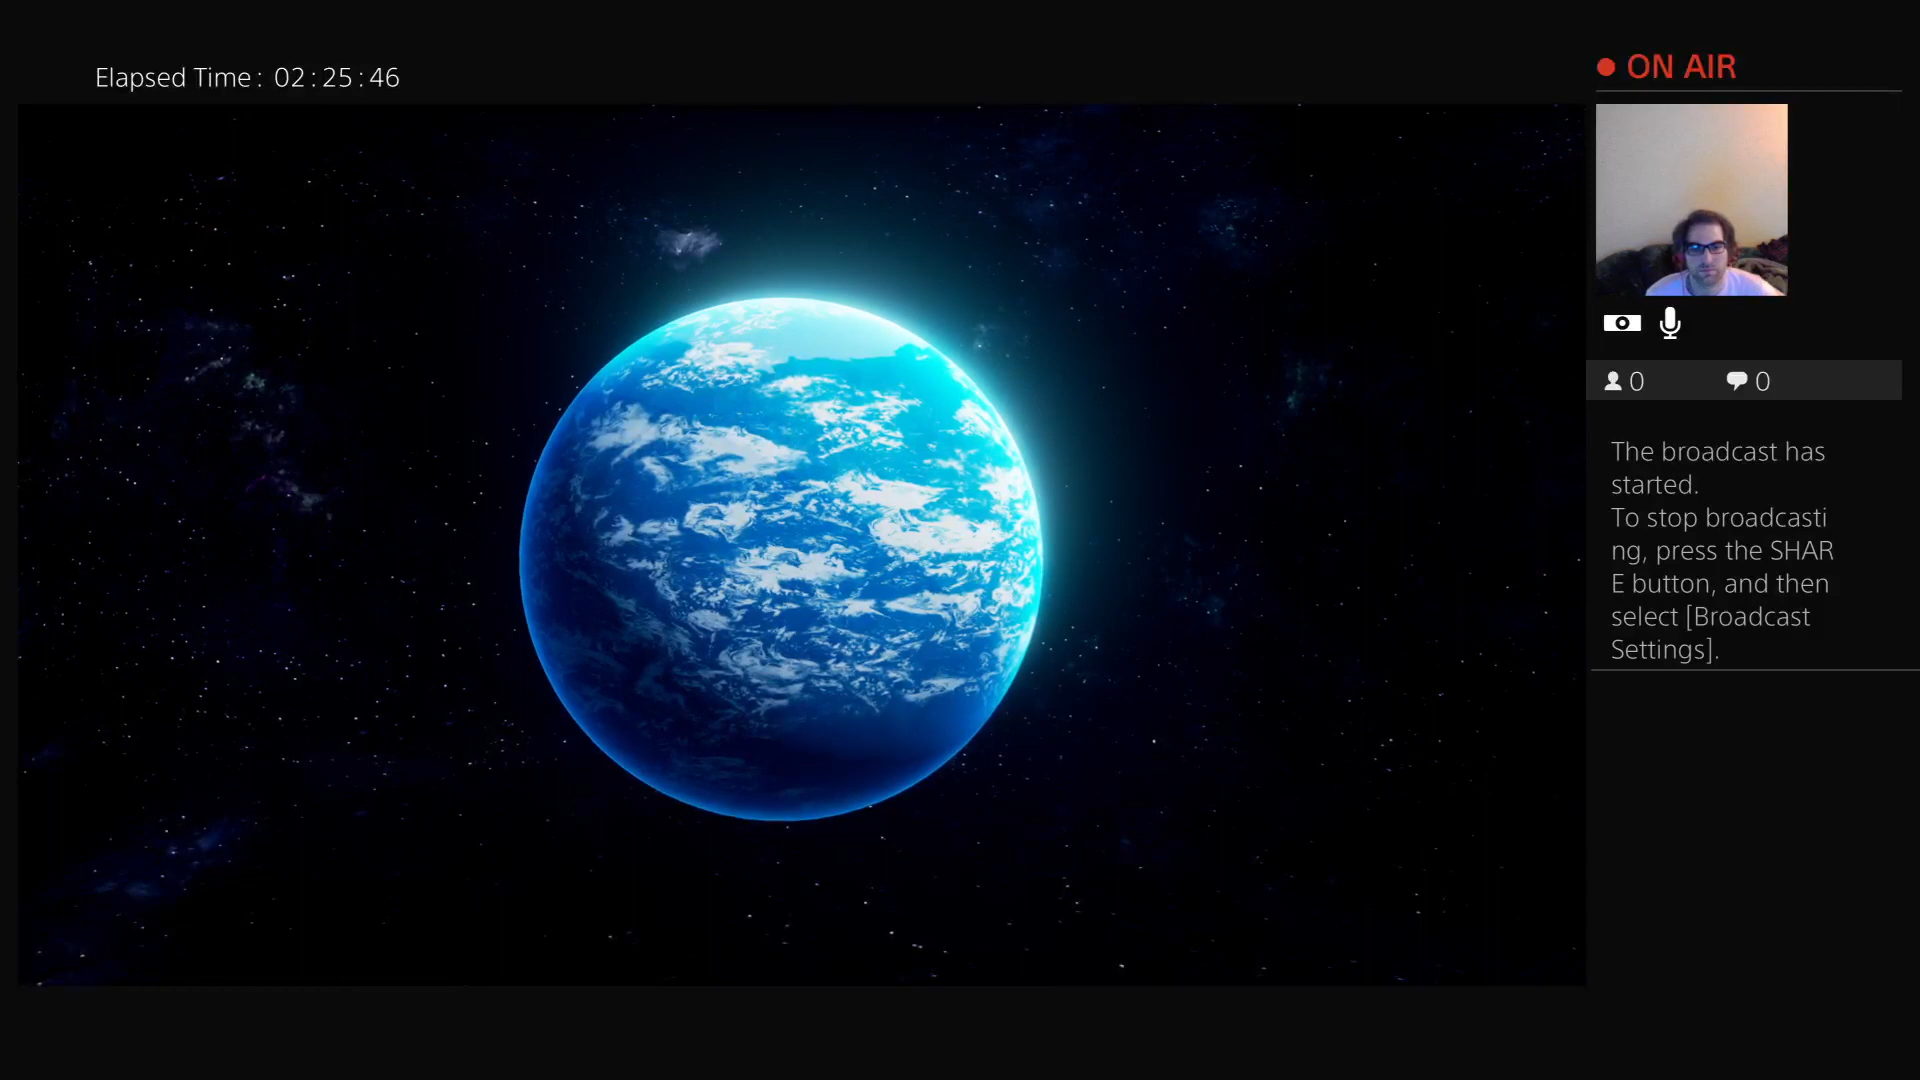 Elapsed Time: 02:25:46
ON AIR
0
0
The broadcast has
started.
To stop broadcasti
ng, press the SHAR
E button, and then
select [Broadcast
Settings].